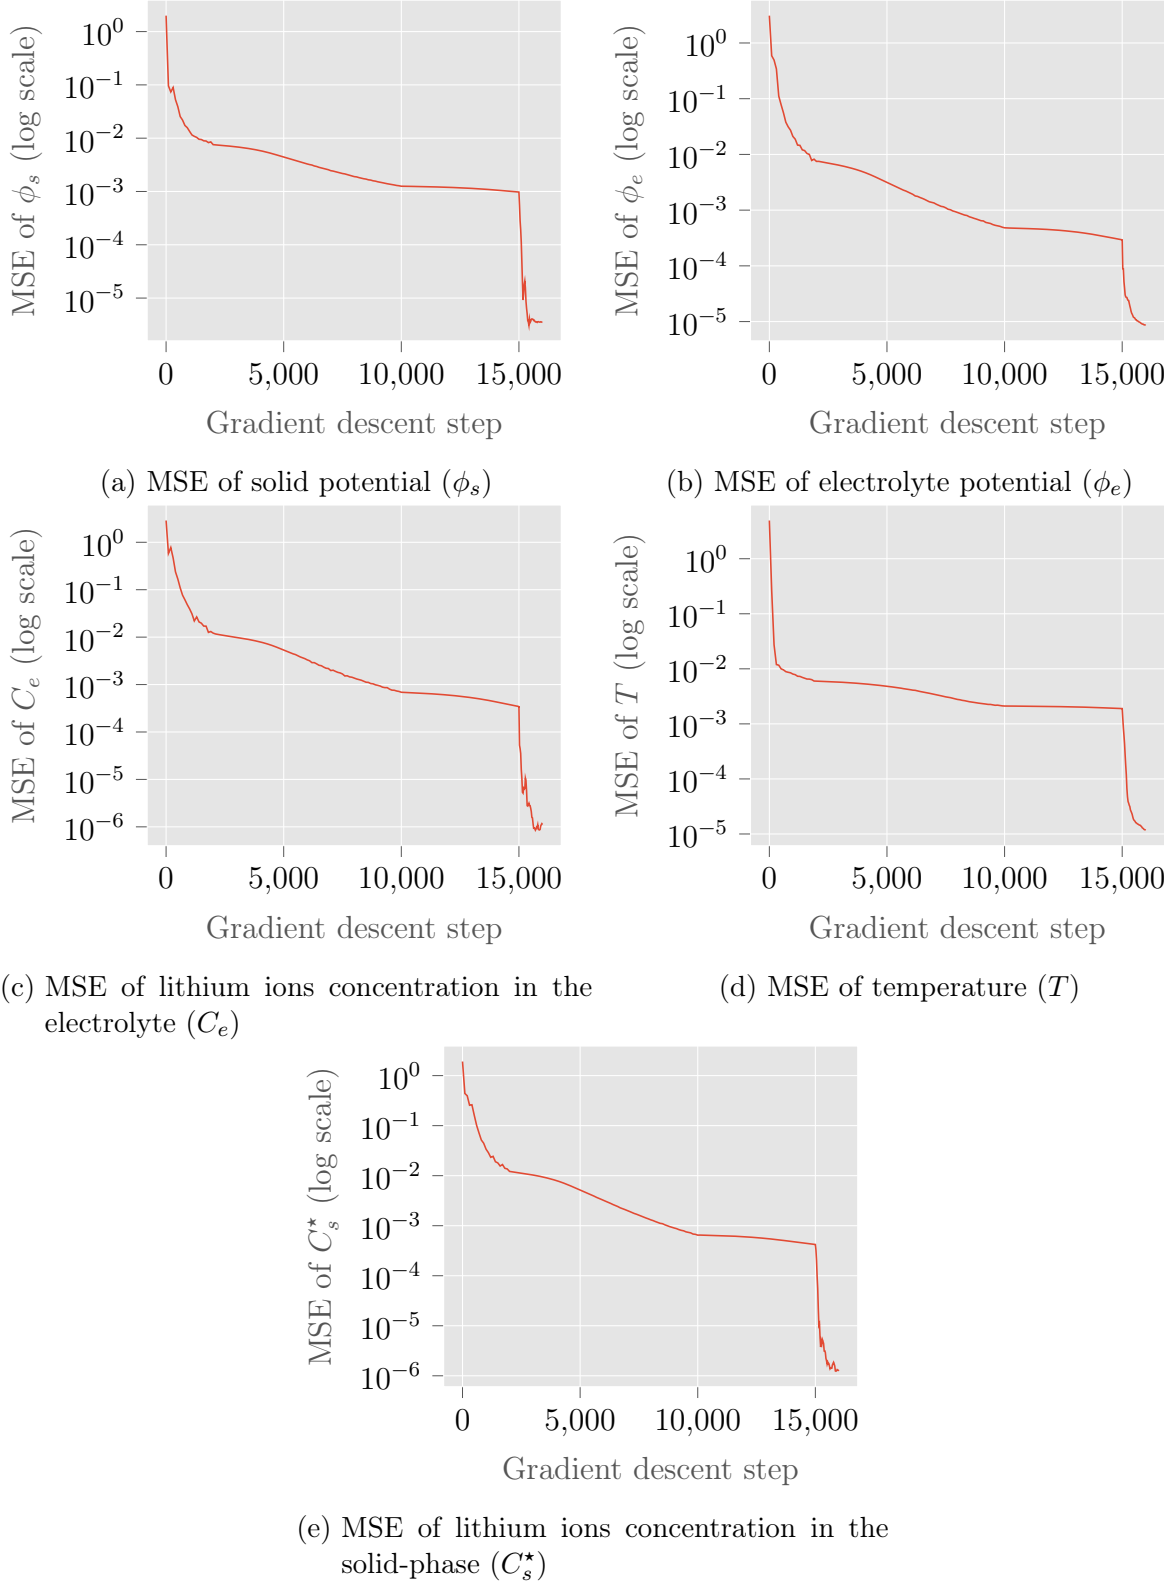 10^0
10^-1
10^-2
10^-3
10^-4
10^-5
MSE of ϕ_s (log scale)
0 5,000 10,000 15,000
Gradient descent step
(a) MSE of solid potential (ϕ_s)
10^0
10^-1
10^-2
10^-3
10^-4
10^-5
MSE of ϕ_e (log scale)
0 5,000 10,000 15,000
Gradient descent step
(b) MSE of electrolyte potential (ϕ_e)
10^0
10^-1
10^-2
10^-3
10^-4
10^-5
10^-6
MSE of C_e (log scale)
0 5,000 10,000 15,000
Gradient descent step
(c) MSE of lithium ions concentration in the
electrolyte (C_e)
10^0
10^-1
10^-2
10^-3
10^-4
10^-5
MSE of T (log scale)
0 5,000 10,000 15,000
Gradient descent step
(d) MSE of temperature (T)
10^0
10^-1
10^-2
10^-3
10^-4
10^-5
10^-6
MSE of C_s^⋆ (log scale)
0 5,000 10,000 15,000
Gradient descent step
(e) MSE of lithium ions concentration in the
solid-phase (C_s^⋆)